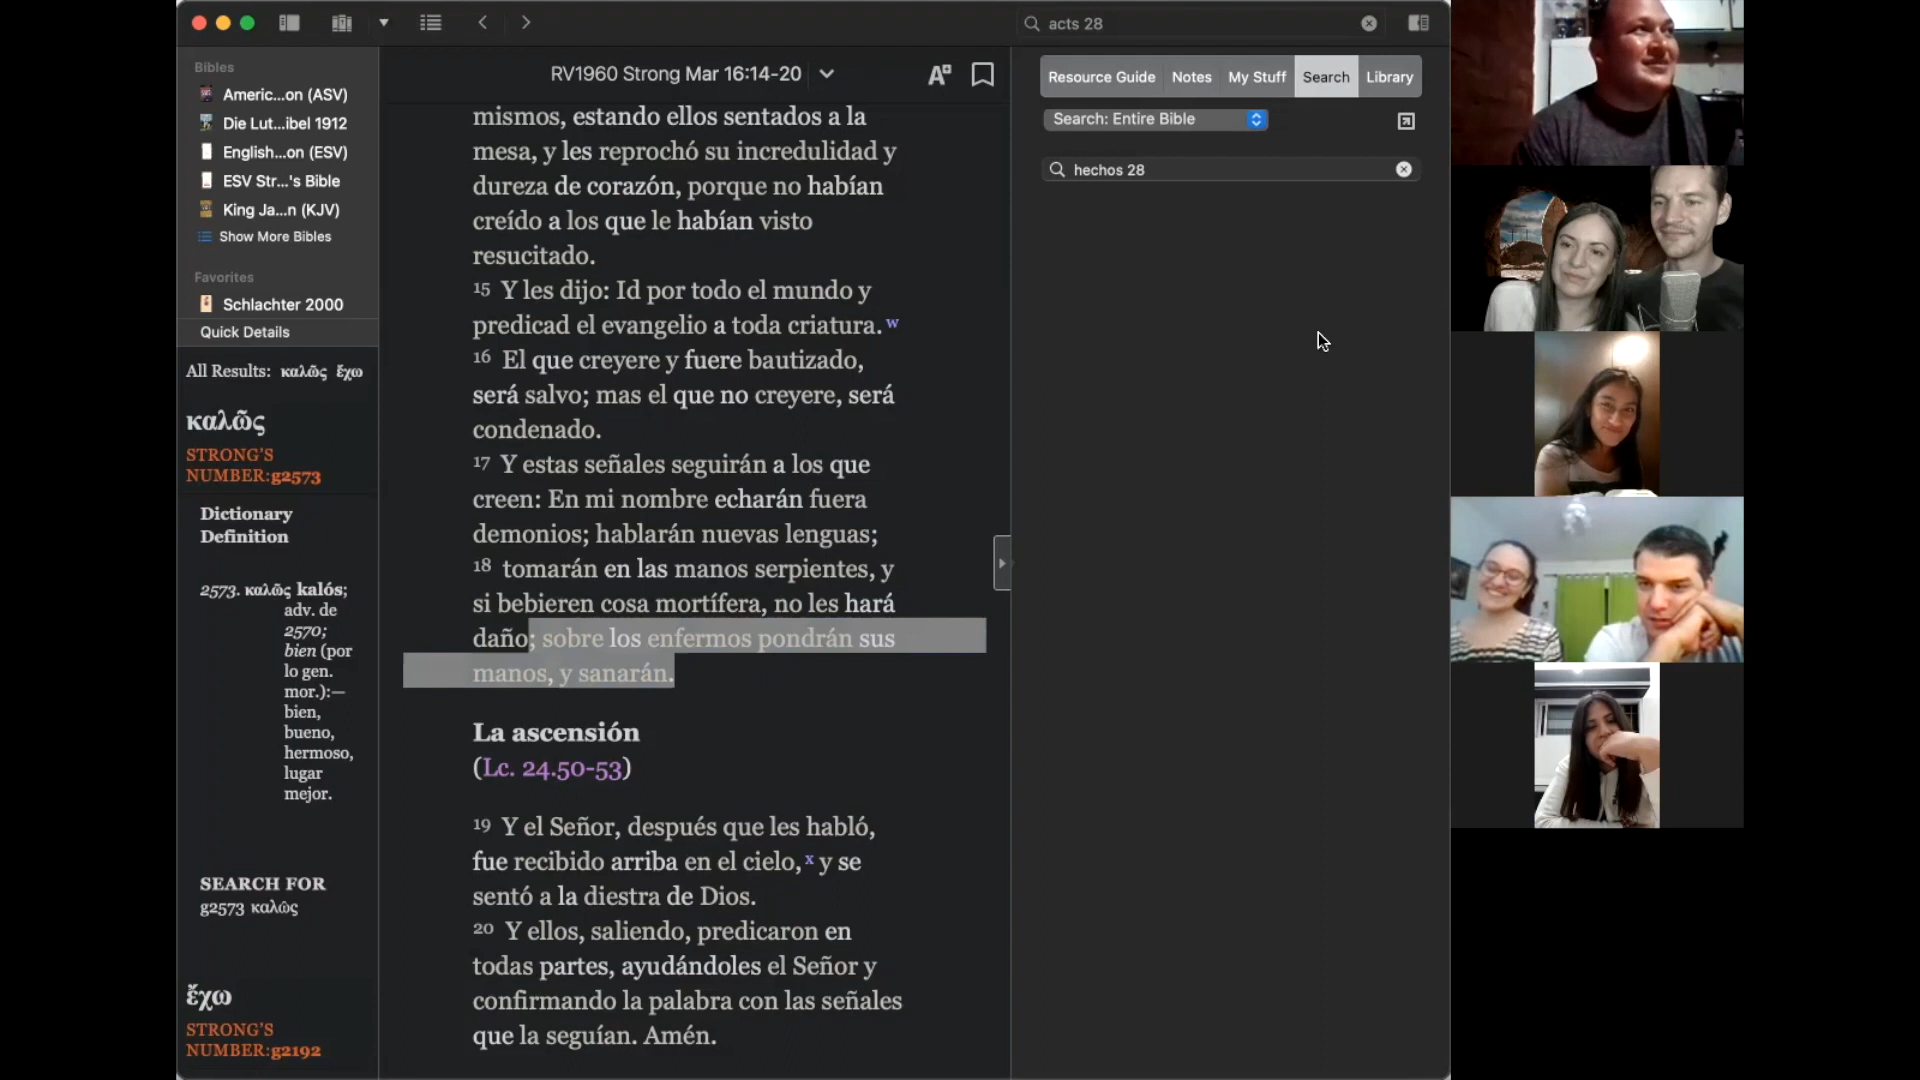 acts 28
Bibles
Americ...on (ASV)
Die Lut...ibel 1912
English...on (ESV)
ESV Str...'s Bible
King Ja...n (KJV)
Show More Bibles
Favorites
Schlachter 2000
Quick Details
All Results: καλῶς ἔχω
καλῶς
STRONG'S
NUMBER:g2573
Dictionary
Definition
2573. καλῶς kalós;
adv. de
2570;
bien (por
lo gen.
mor.):—
bien,
bueno,
hermoso,
lugar
mejor.
SEARCH FOR
g2573 καλῶς
ἔχω
STRONG'S
NUMBER:g2192
RV1960 Strong Mar 16:14-20
mismos, estando ellos sentados a la
mesa, y les reprochó su incredulidad y
dureza de corazón, porque no habían
creído a los que le habían visto
resucitado.
15 Y les dijo: Id por todo el mundo y
predicad el evangelio a toda criatura. w
16 El que creyere y fuere bautizado,
será salvo; mas el que no creyere, será
condenado.
17 Y estas señales seguirán a los que
creen: En mi nombre echarán fuera
demonios; hablarán nuevas lenguas;
18 tomarán en las manos serpientes, y
si bebieren cosa mortífera, no les hará
daño; sobre los enfermos pondrán sus
manos, y sanarán.
La ascensión
(Lc. 24.50-53)
19 Y el Señor, después que les habló,
fue recibido arriba en el cielo, x y se
sentó a la diestra de Dios.
20 Y ellos, saliendo, predicaron en
todas partes, ayudándoles el Señor y
confirmando la palabra con las señales
que la seguían. Amén.
Resource Guide Notes My Stuff Search Library
Search: Entire Bible
hechos 28